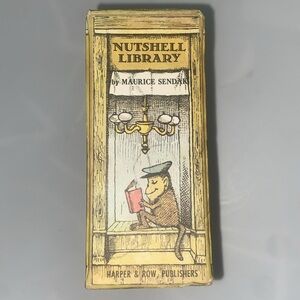 NUTSHELL
LIBRARY
by MAURICE SENDAK
HARPER & ROW, PUBLISHERS